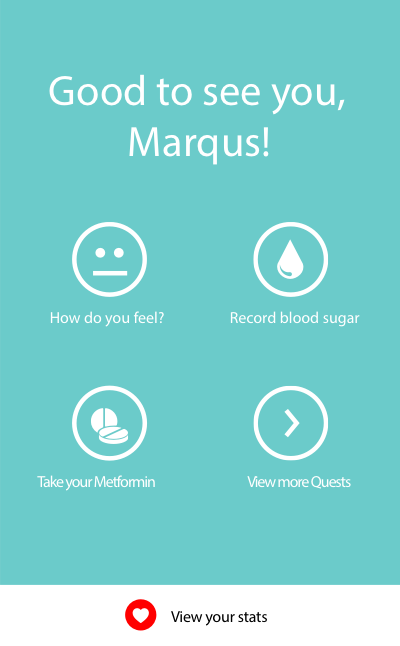 Good to see you,
Marqus!
How do you feel?
Record blood sugar
Take your Metformin
View more Quests
View your stats